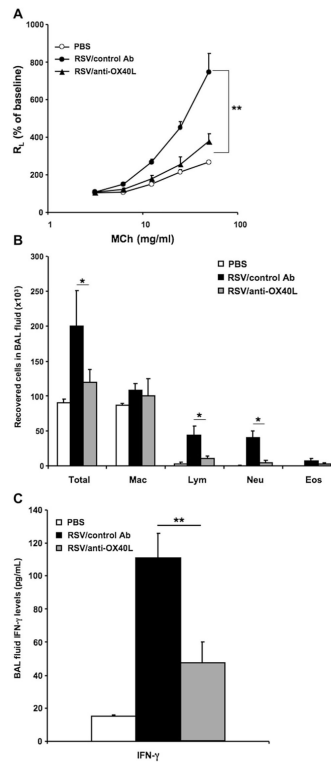 A
PBS
RSV/control Ab
RSV/anti-OX40L
R_L (% of baseline)
1000
800
600
400
200
0
**
1
10
100
MCh (mg/ml)
B
PBS
RSV/control Ab
RSV/anti-OX40L
Recovered cells in BAL fluid (x10³)
300
250
200
150
100
50
0
*
*
*
Total
Mac
Lym
Neu
Eos
C
PBS
RSV/control Ab
RSV/anti-OX40L
BAL fluid IFN-γ levels (pg/mL)
140
120
100
80
60
40
20
0
**
IFN-γ